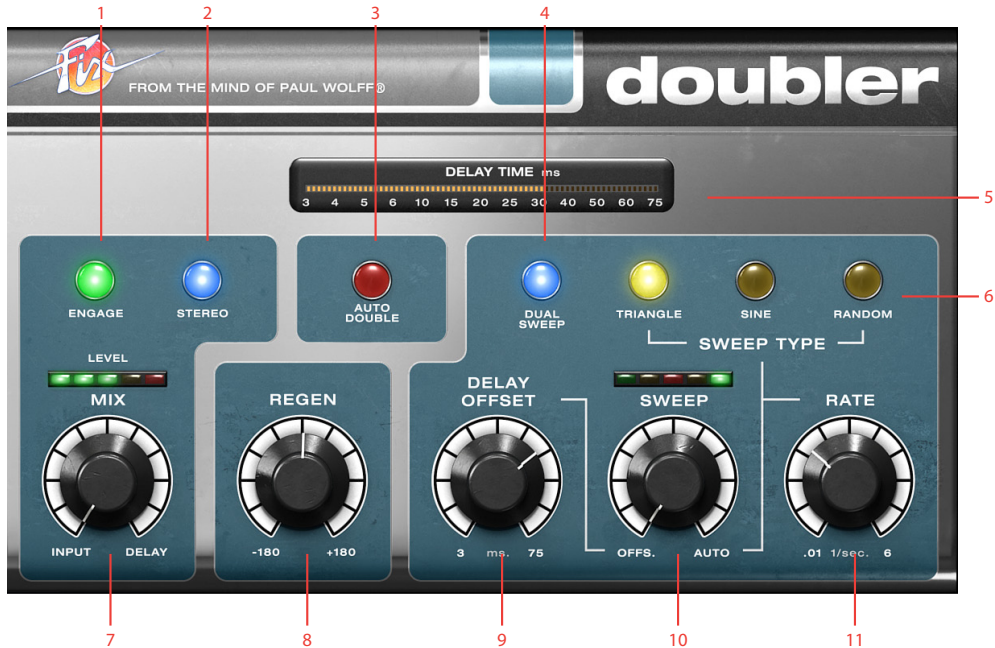 1 2 3 4
Fix
FROM THE MIND OF PAUL WOLFF®
doubler
DELAY TIME ms
3 4 5 6 10 15 20 25 30 40 50 60 75
5
ENGAGE
STEREO
AUTO
DOUBLE
DUAL
SWEEP
TRIANGLE
SINE
RANDOM
6
SWEEP TYPE
LEVEL
MIX
REGEN
DELAY
OFFSET
SWEEP
RATE
INPUT DELAY
-180 +180
3 ms. 75
OFFS. AUTO
.01 1/sec. 6
7 8 9 10 11